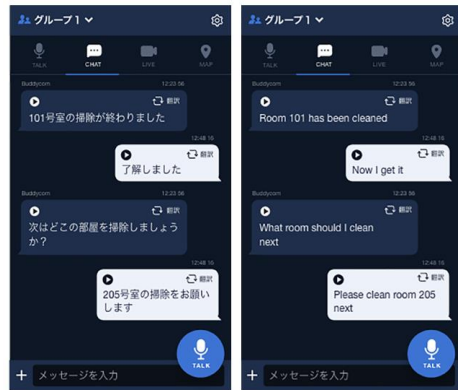 グループ1
TALK
CHAT
LIVE
MAP
Buddycom 12:23 56
翻訳
101号室の掃除が終わりました
12:48 16
翻訳
了解しました
Buddycom 12:23 56
翻訳
次はどこの部屋を掃除しましょう
か？
12:48 16
翻訳
205号室の掃除をお願い
します
TALK
メッセージを入力
グループ1
TALK
CHAT
LIVE
MAP
Buddycom 12:23 56
翻訳
Room 101 has been cleaned
12:48 16
翻訳
Now I get it
Buddycom 12:23 56
翻訳
What room should I clean
next
12:48 16
翻訳
Please clean room 205
next
TALK
メッセージを入力